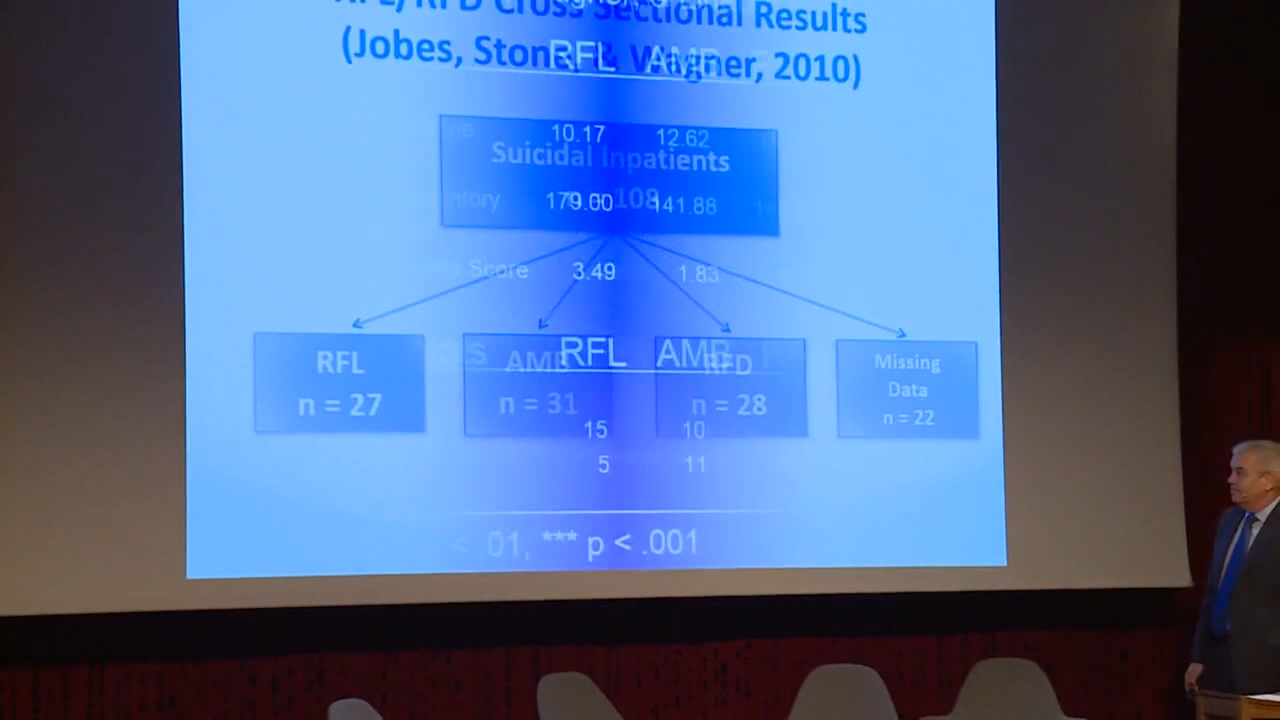 Cross Sectional Results
(Jobes, Stone, & Wagner, 2010)
RFL AMB
10.17 12.62
Suicidal Inpatients
108
179.00 141.88
Score 3.49 1.83
RFL
n = 27
AMB
n = 31
RFD
n = 28
Missing
Data
n = 22
RFL AMB
15 10
5 11
< .01, *** p < .001